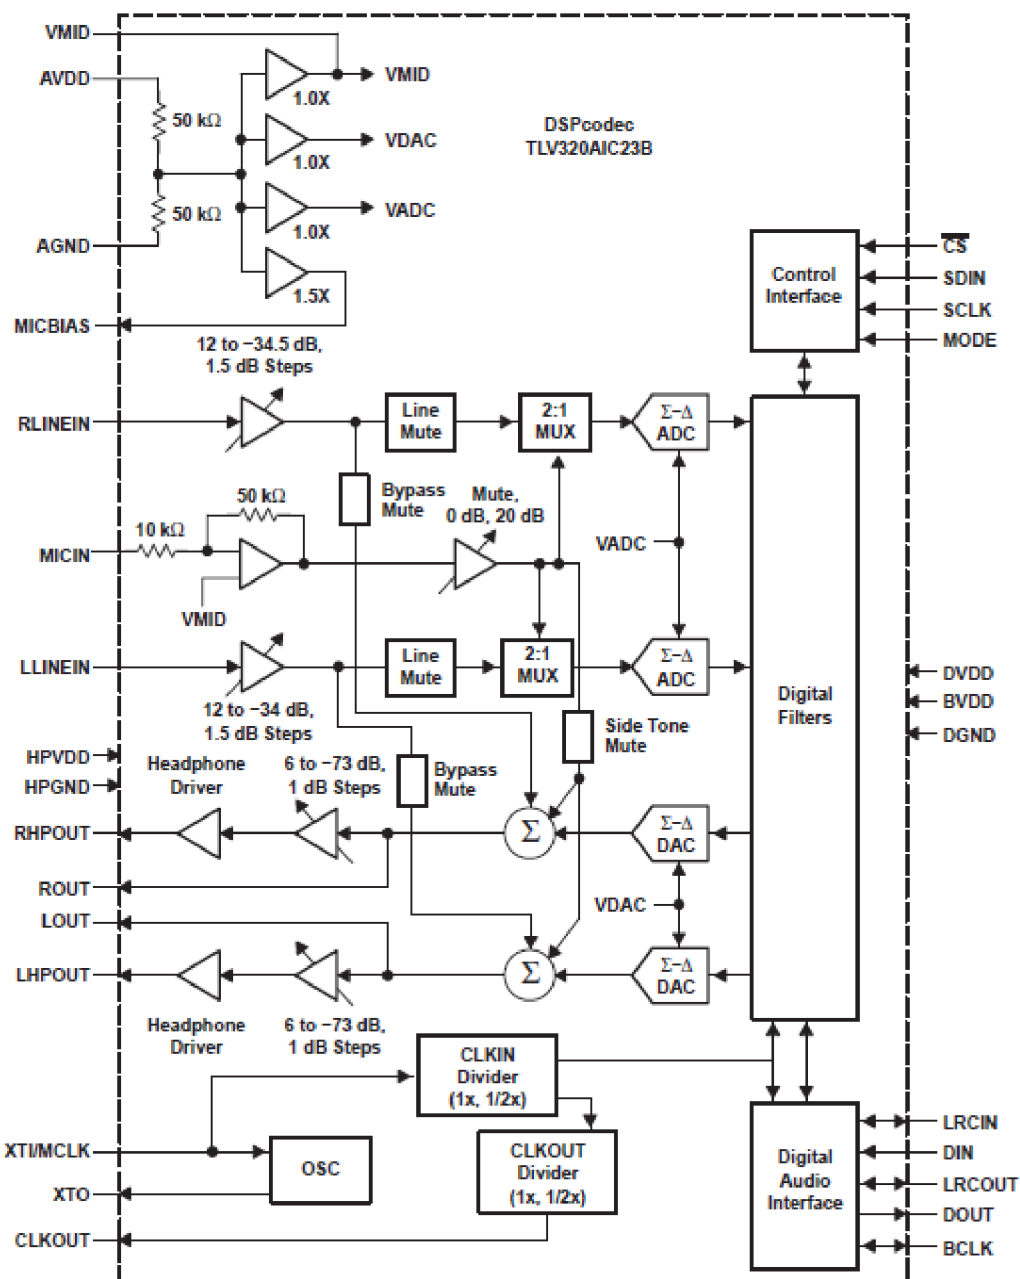 VMID
AVDD
50 kΩ
50 kΩ
AGND
MICBIAS
1.0X
VMID
1.0X
VDAC
1.0X
VADC
1.5X
DSPcodec
TLV320AIC23B
Control
Interface
CS
SDIN
SCLK
MODE
12 to −34.5 dB,
1.5 dB Steps
RLINEIN
Line
Mute
2:1
MUX
Σ–Δ
ADC
Bypass
Mute
Mute,
0 dB, 20 dB
50 kΩ
10 kΩ
MICIN
VMID
VADC
LLINEIN
Line
Mute
2:1
MUX
Σ–Δ
ADC
12 to −34 dB,
1.5 dB Steps
Side Tone
Mute
Digital
Filters
DVDD
BVDD
DGND
HPVDD
HPGND
Headphone
Driver
6 to −73 dB,
1 dB Steps
Bypass
Mute
RHPOUT
Σ
Σ–Δ
DAC
ROUT
LOUT
VDAC
LHPOUT
Σ
Σ–Δ
DAC
Headphone
Driver
6 to −73 dB,
1 dB Steps
CLKIN
Divider
(1x, 1/2x)
XTI/MCLK
OSC
XTO
CLKOUT
Divider
(1x, 1/2x)
CLKOUT
Digital
Audio
Interface
LRCIN
DIN
LRCOUT
DOUT
BCLK